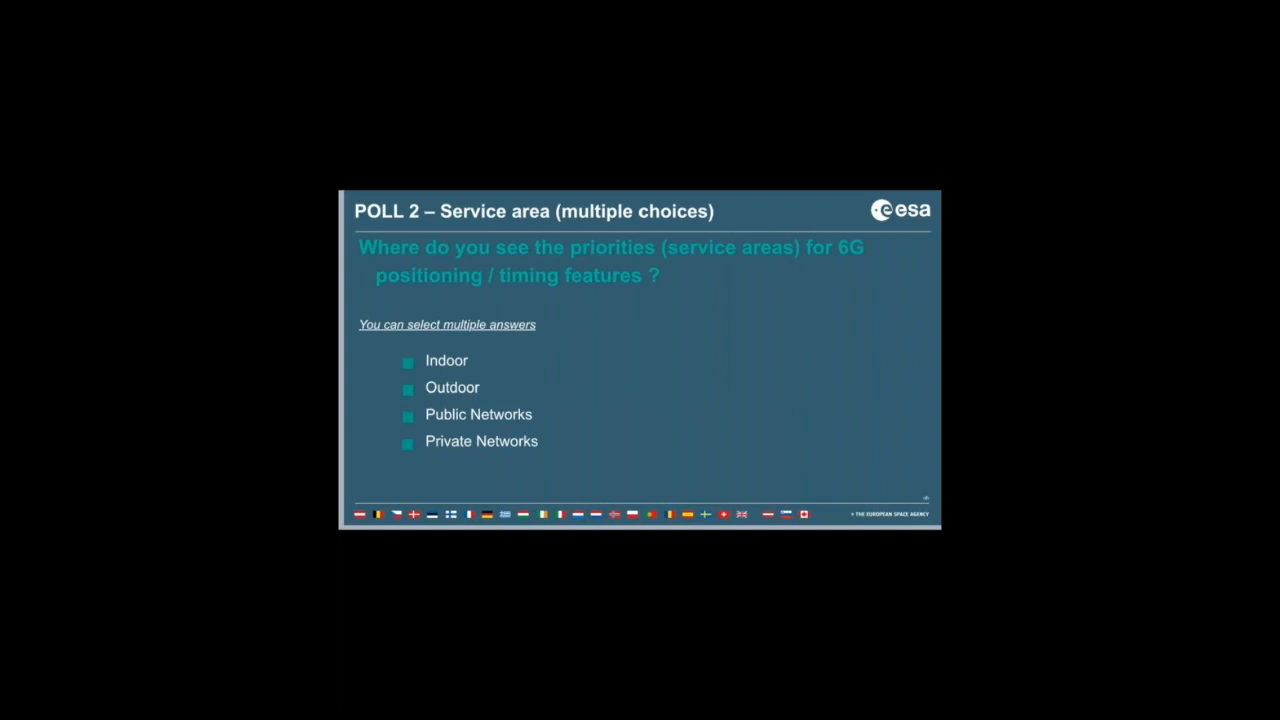 POLL 2 – Service area (multiple choices)
esa
Where do you see the priorities (service areas) for 6G
positioning / timing features ?
You can select multiple answers
Indoor
Outdoor
Public Networks
Private Networks
→ THE EUROPEAN SPACE AGENCY